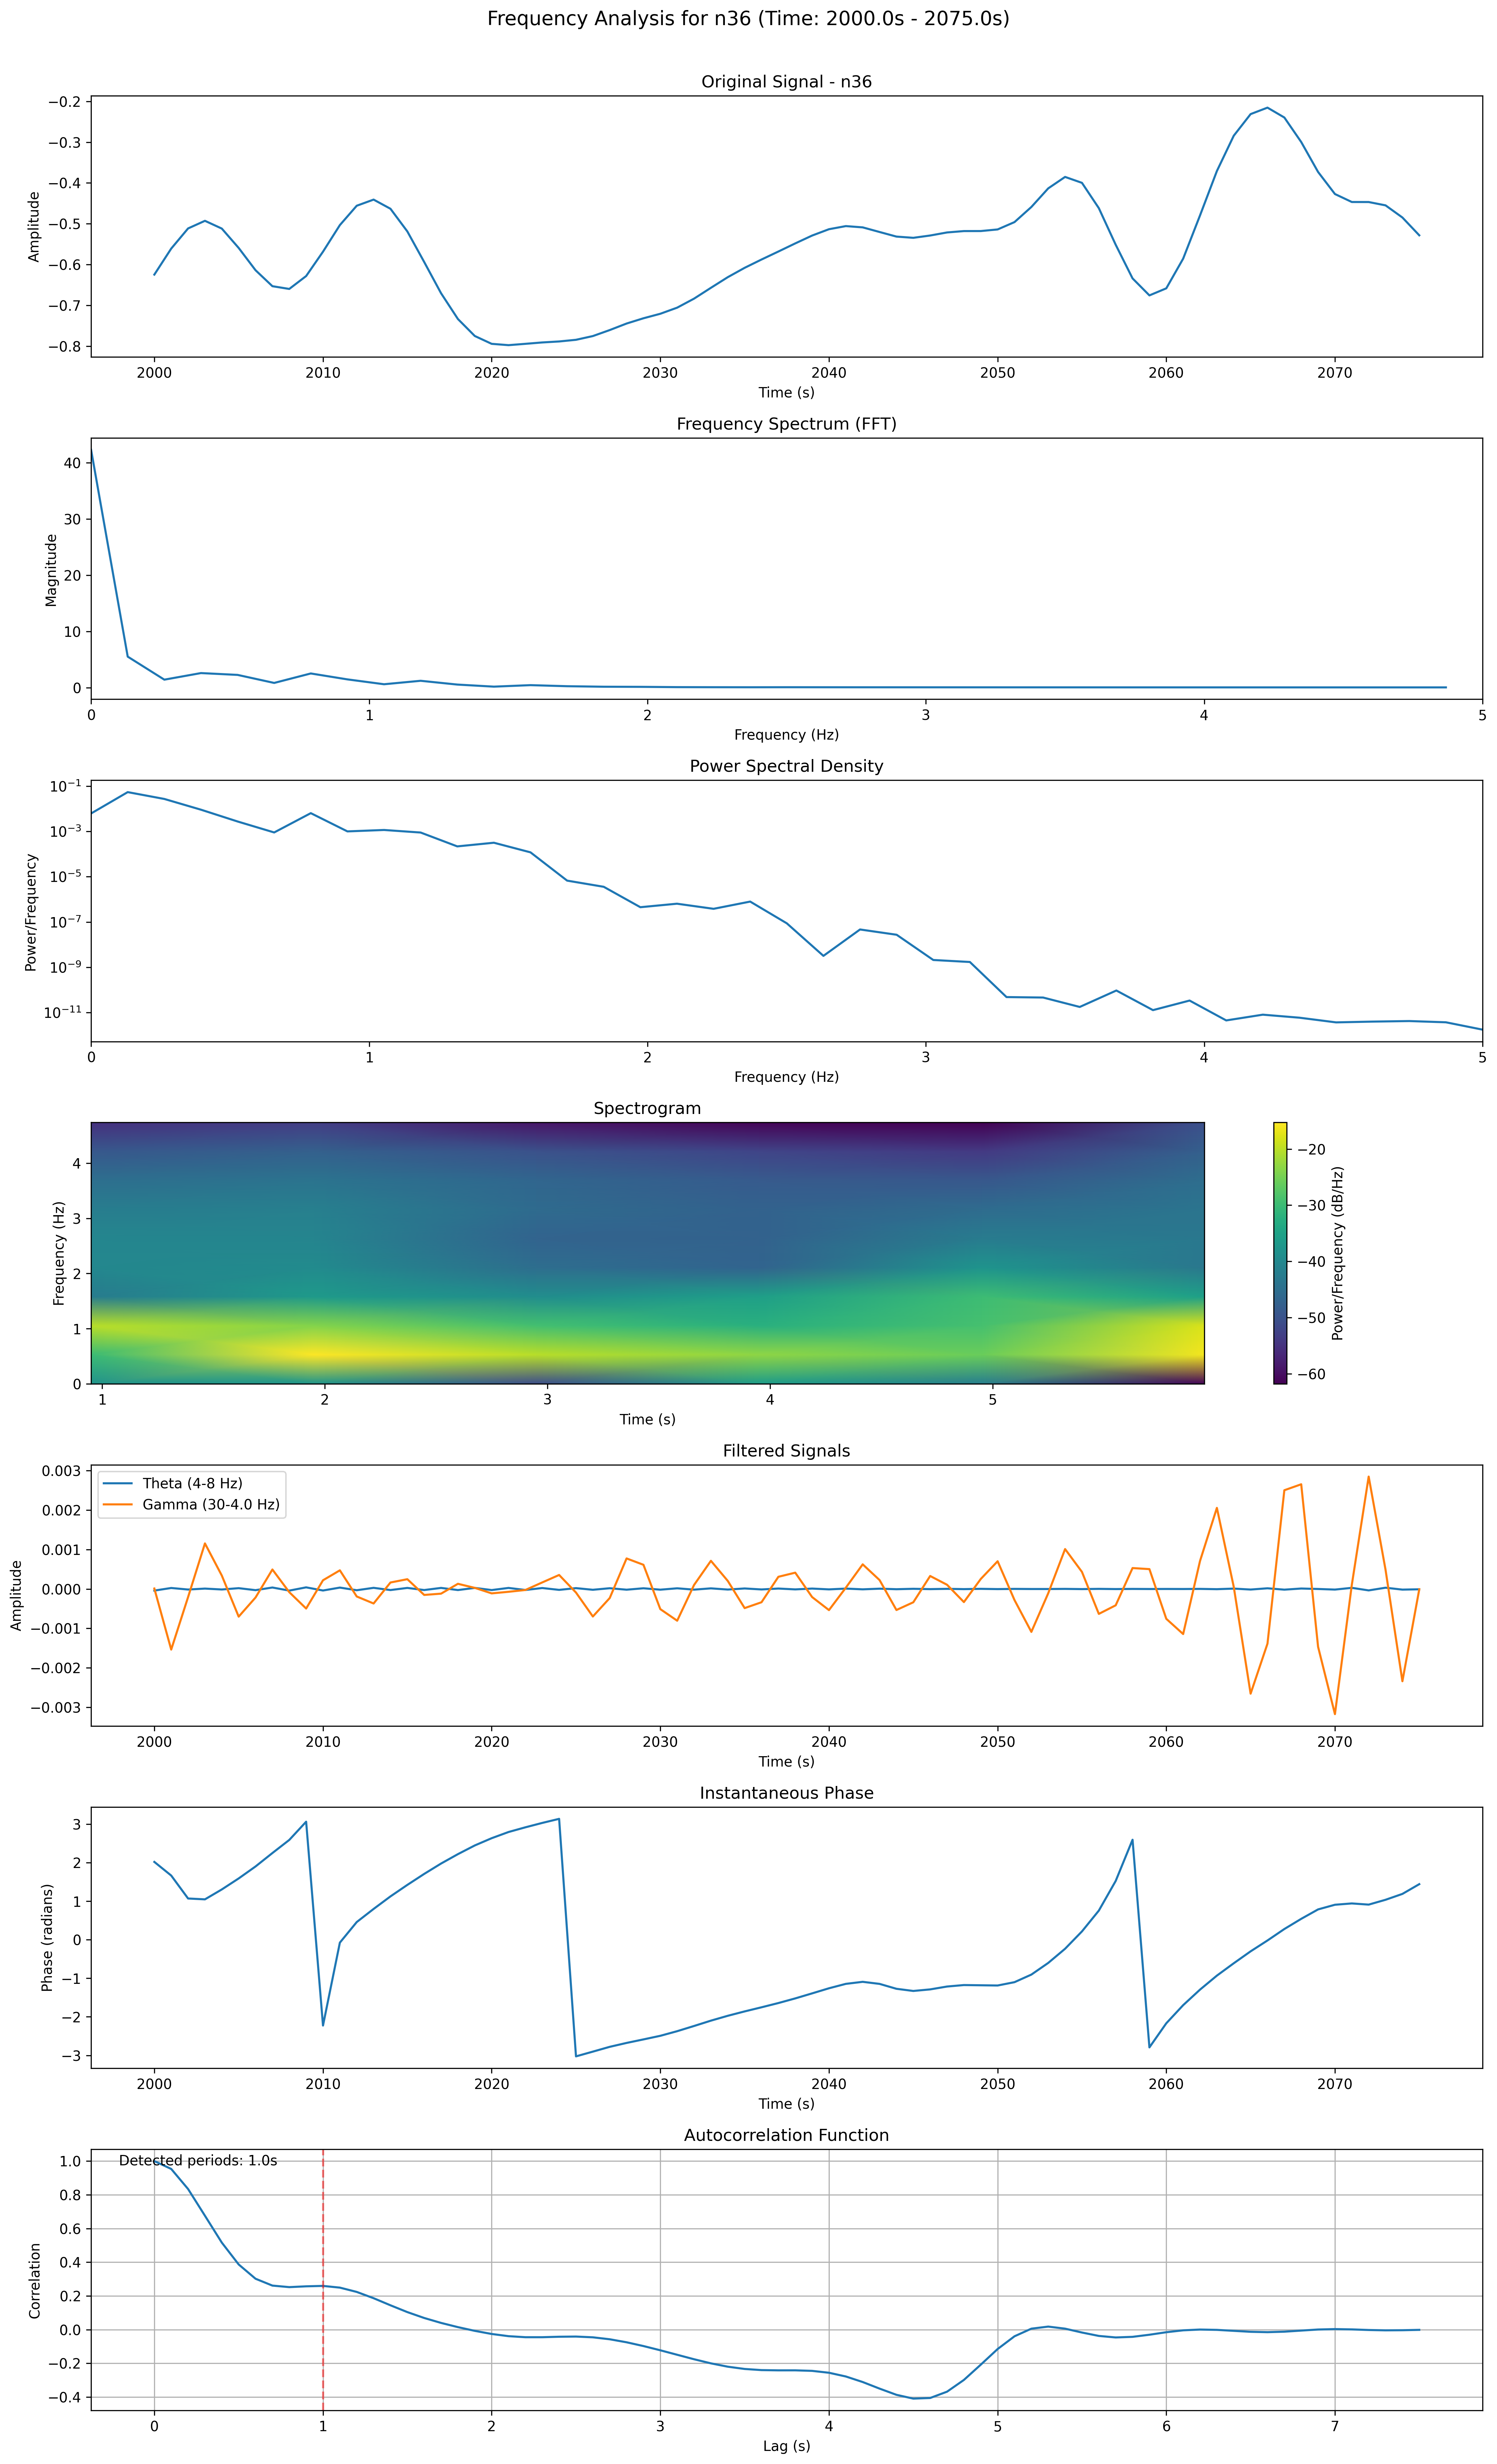 Frequency Analysis for n36 (Time: 2000.0s - 2075.0s)
Original Signal - n36
−0.2
−0.3
−0.4
−0.5
−0.6
−0.7
−0.8
Amplitude
2000 2010 2020 2030 2040 2050 2060 2070
Time (s)
Frequency Spectrum (FFT)
40
30
20
10
0
Magnitude
0 1 2 3 4 5
Frequency (Hz)
Power Spectral Density
10⁻¹
10⁻³
10⁻⁵
10⁻⁷
10⁻⁹
10⁻¹¹
Power/Frequency
0 1 2 3 4 5
Frequency (Hz)
Spectrogram
4
3
2
1
0
Frequency (Hz)
1 2 3 4 5
Time (s)
−20
−30
−40
−50
−60
Power/Frequency (dB/Hz)
Filtered Signals
Theta (4-8 Hz)
Gamma (30-4.0 Hz)
0.003
0.002
0.001
0.000
−0.001
−0.002
−0.003
Amplitude
2000 2010 2020 2030 2040 2050 2060 2070
Time (s)
Instantaneous Phase
3
2
1
0
−1
−2
−3
Phase (radians)
2000 2010 2020 2030 2040 2050 2060 2070
Time (s)
Autocorrelation Function
Detected periods: 1.0s
1.0
0.8
0.6
0.4
0.2
0.0
−0.2
−0.4
Correlation
0 1 2 3 4 5 6 7
Lag (s)